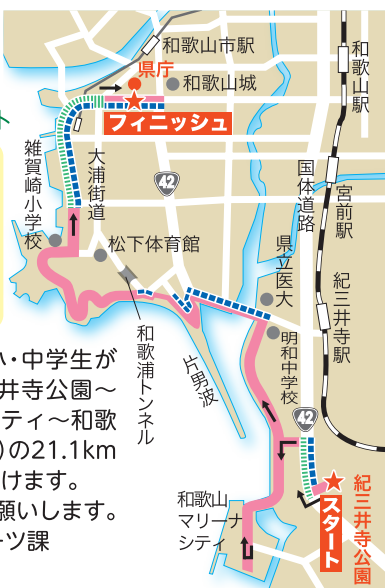 和歌山市駅
県庁
和歌山城
フィニッシュ
和歌山駅
ト
42
大浦街道
雑賀崎小学校
国体道路
宮前駅
松下体育館
県立医大
紀三井寺駅
和歌浦トンネル
片男波
明和中学校
42
小・中学生が
井寺公園〜
ティ〜和歌
)の21.1km
けます。
願いします。
ーツ課
和歌山
マリーナ
シティ
スタート
紀三井寺公園